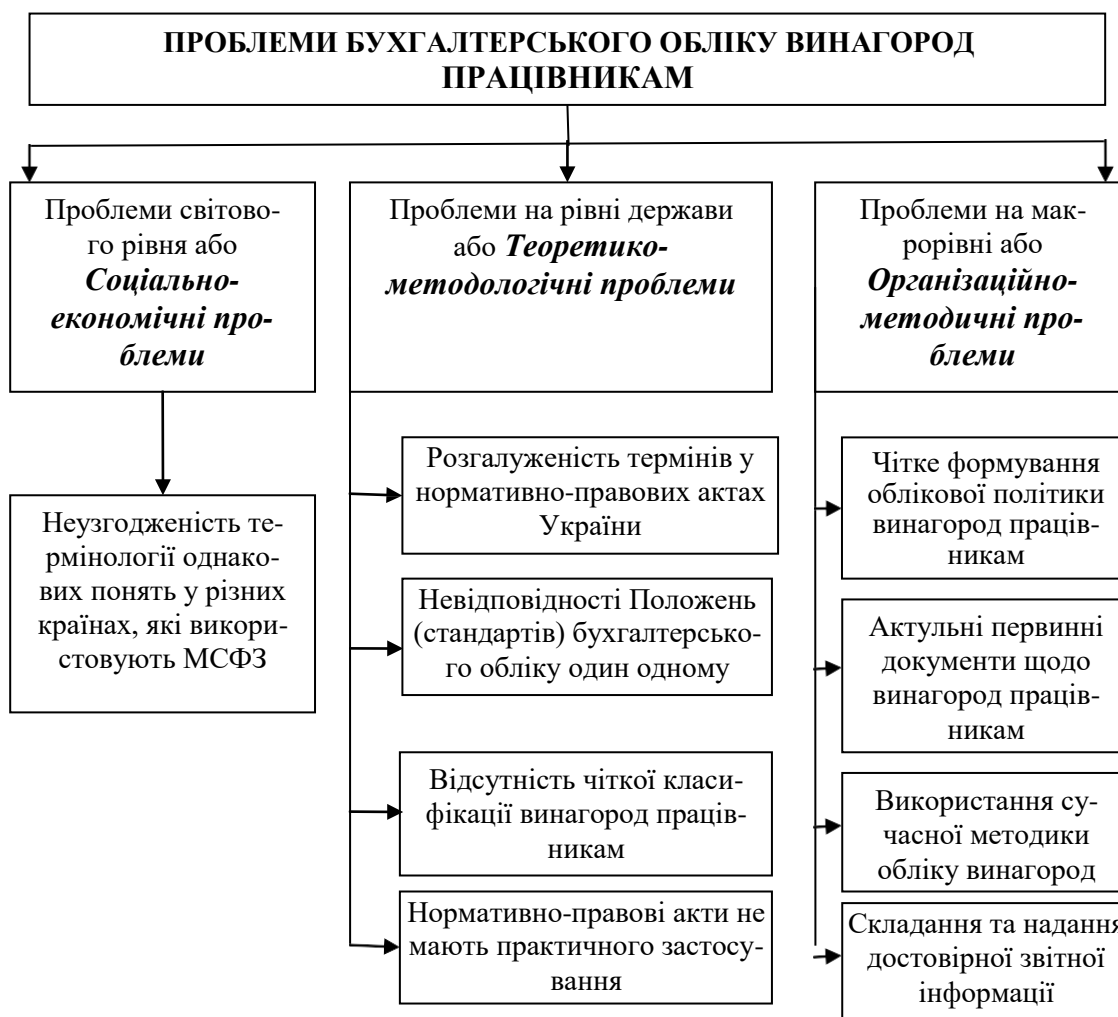 ПРОБЛЕМИ БУХГАЛТЕРСЬКОГО ОБЛІКУ ВИНАГОРОД
ПРАЦІВНИКАМ
Проблеми світово-
го рівня або
Соціально-
економічні про-
блеми
Неузгодженість те-
рмінології однако-
вих понять у різних
країнах, які викори-
стовують МСФЗ
Проблеми на рівні держави
або Теоретико-
методологічні проблеми
Розгалуженість термінів у
нормативно-правових актах
України
Невідповідності Положень
(стандартів) бухгалтерсько-
го обліку один одному
Відсутність чіткої класи-
фікації винагород праців-
никам
Нормативно-правові акти не
мають практичного застосу-
вання
Проблеми на мак-
рорівні або
Організаційно-
методичні про-
блеми
Чітке формування
облікової політики
винагород праців-
никам
Актульні первинні
документи щодо
винагород праців-
никам
Використання су-
часної методики
обліку винагород
Складання та надання
достовірної звітної
інформації